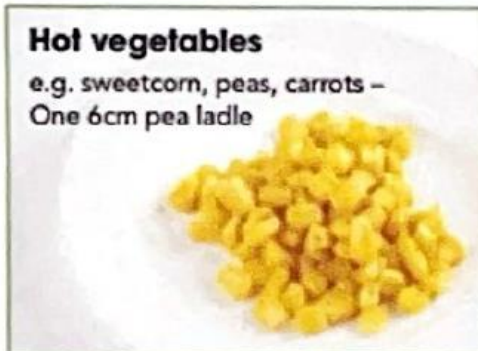 Hot vegetables
e.g. sweetcorn, peas, carrots –
One 6cm pea ladle